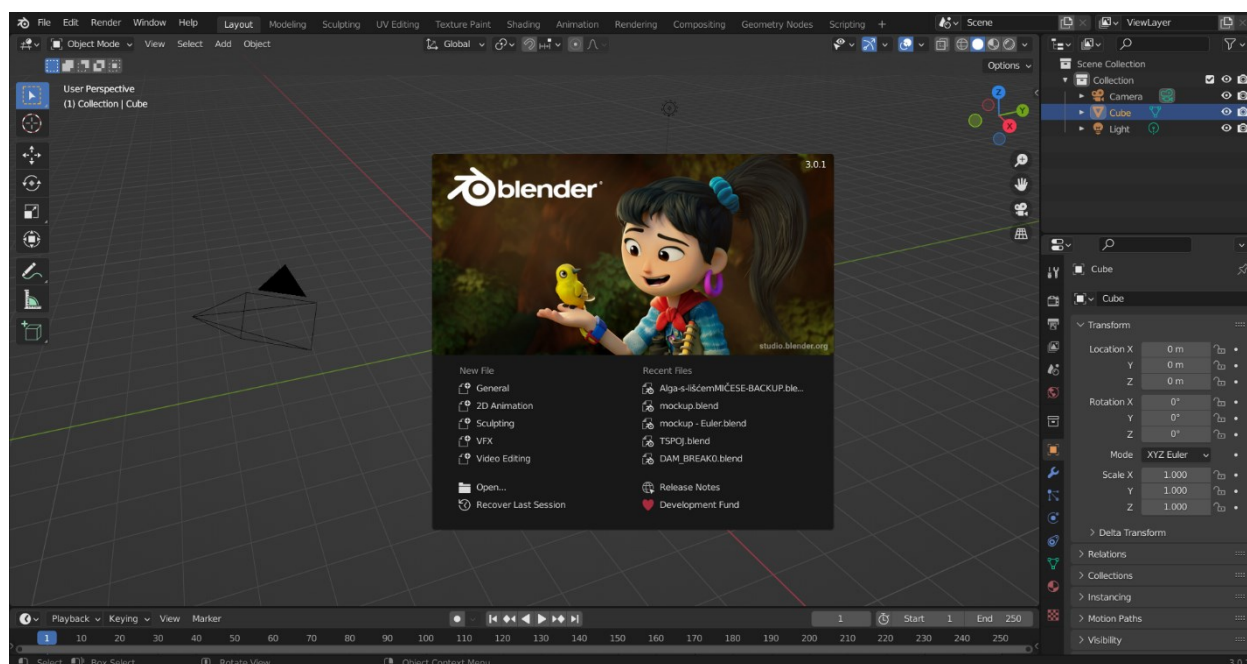 File Edit Render Window Help Layout Modeling Sculpting UV Editing Texture Paint Shading Animation Rendering Compositing Geometry Nodes Scripting + Scene ViewLayer
Object Mode View Select Add Object Global
Options
User Perspective
(1) Collection | Cube
Z
Y
X
blender
3.0.1
studio.blender.org
New File
General
2D Animation
Sculpting
VFX
Video Editing
Open...
Recover Last Session
Recent Files
Alga-s-lišćemMIČESE-BACKUP.ble...
mockup.blend
mockup - Euler.blend
TSPOJ.blend
DAM_BREAK0.blend
Release Notes
Development Fund
Scene Collection
Collection
Camera
Cube
Light
Cube
Cube
Transform
Location X 0 m
Y 0 m
Z 0 m
Rotation X 0°
Y 0°
Z 0°
Mode XYZ Euler
Scale X 1.000
Y 1.000
Z 1.000
Delta Transform
Relations
Collections
Instancing
Motion Paths
Visibility
Playback Keying View Marker 1 Start 1 End 250
1 10 20 30 40 50 60 70 80 90 100 110 120 130 140 150 160 170 180 190 200 210 220 230 240 250
Select Box Select Rotate View Object Context Menu